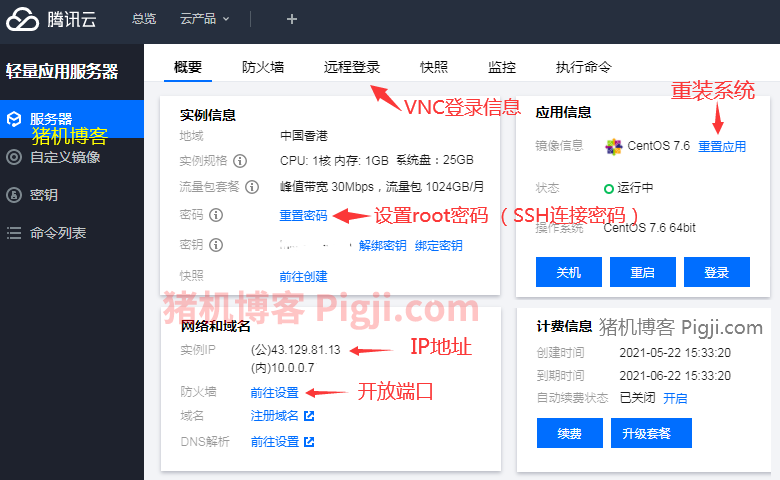 腾讯云 总览 云产品
轻量应用服务器
服务器
猪机博客
自定义镜像
密钥
命令列表
概要 防火墙 远程登录 快照 监控 执行命令
VNC登录信息
实例信息
地域 中国香港
实例规格 CPU: 1核 内存: 1GB 系统盘：25GB
流量包套餐 峰值带宽 30Mbps，流量包 1024GB/月
密码 重置密码 设置root密码（SSH连接密码）
密钥 解绑密钥 绑定密钥
快照 前往创建
应用信息
重装系统
镜像信息 CentOS 7.6 重置应用
状态 运行中
操作系统 CentOS 7.6 64bit
关机 重启 登录
猪机博客 Pigji.com
网络和域名
实例IP (公)43.129.81.13 IP地址
(内)10.0.0.7
防火墙 前往设置 开放端口
域名 注册域名
DNS解析 前往设置
计费信息 猪机博客 Pigji.com
创建时间 2021-05-22 15:33:20
到期时间 2021-06-22 15:33:20
自动续费状态 已关闭 开启
续费 升级套餐